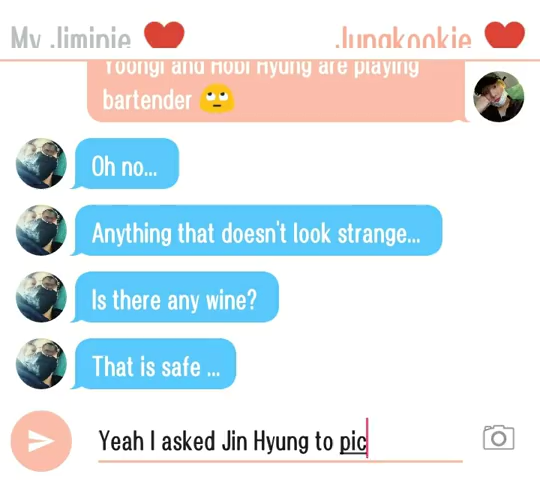 My Jiminie
Jungkookie
Yoongi and Hobi Hyung are playing
bartender
Oh no...
Anything that doesn't look strange...
Is there any wine?
That is safe ...
Yeah I asked Jin Hyung to pic